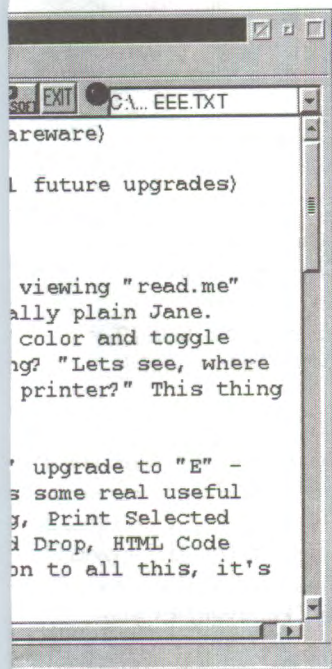 EXIT C:\... EEE.TXT
areware)
future upgrades)
viewing "read.me"
ally plain Jane.
color and toggle
ng? "Lets see, where
printer?" This thing
upgrade to "E" -
s some real useful
g, Print Selected
d Drop, HTML Code
on to all this, it's